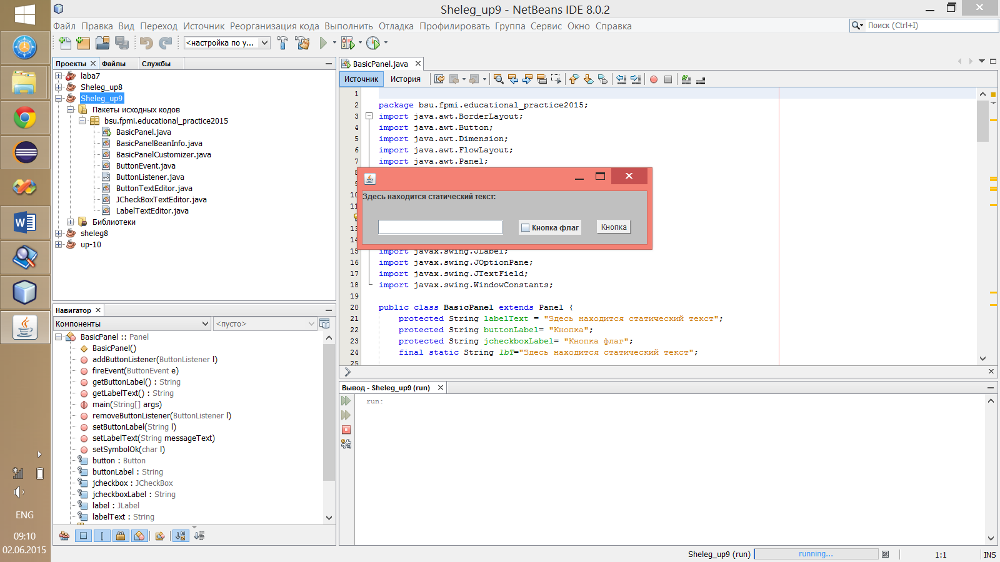 Sheleg_up9 - NetBeans IDE 8.0.2
Файл Правка Вид Переход Источник Реорганизация кода Выполнить Отладка Профилировать Группа Сервис Окно Справка
Поиск (Ctrl+I)
<настройка по у...
Проекты
Файлы
Службы
laba7
Sheleg_up8
Sheleg_up9
Пакеты исходных кодов
bsu.fpmi.educational_practice2015
BasicPanel.java
BasicPanelBeanInfo.java
BasicPanelCustomizer.java
ButtonEvent.java
ButtonListener.java
ButtonTextEditor.java
JCheckBoxTextEditor.java
LabelTextEditor.java
Библиотеки
sheleg8
up-10
Навигатор
Компоненты
<пусто>
BasicPanel :: Panel
BasicPanel()
addButtonListener(ButtonListener l)
fireEvent(ButtonEvent e)
getButtonLabel() : String
getLabelText() : String
main(String[] args)
removeButtonListener(ButtonListener l)
setButtonLabel(String l)
setLabelText(String messageText)
setSymbolOk(char l)
button : Button
buttonLabel : String
jcheckbox : JCheckBox
jcheckboxLabel : String
label : JLabel
labelText : String
BasicPanel.java
Источник
История
1
2 package bsu.fpmi.educational_practice2015;
3 import java.awt.BorderLayout;
4 import java.awt.Button;
5 import java.awt.Dimension;
6 import java.awt.FlowLayout;
7 import java.awt.Panel;
Здесь находится статический текст:
Кнопка флаг
Кнопка
15 import javax.swing.JLabel;
16 import javax.swing.JOptionPane;
17 import javax.swing.JTextField;
18 import javax.swing.WindowConstants;
19
20 public class BasicPanel extends Panel {
21 protected String labelText = "Здесь находится статический текст";
22 protected String buttonLabel= "Кнопка";
23 protected String jcheckboxLabel= "Кнопка флаг";
24 final static String lbT="Здесь находится статический текст";
25
Вывод - Sheleg_up9 (run)
run:
Sheleg_up9 (run)
running...
1:1
INS
ENG
09:10
02.06.2015